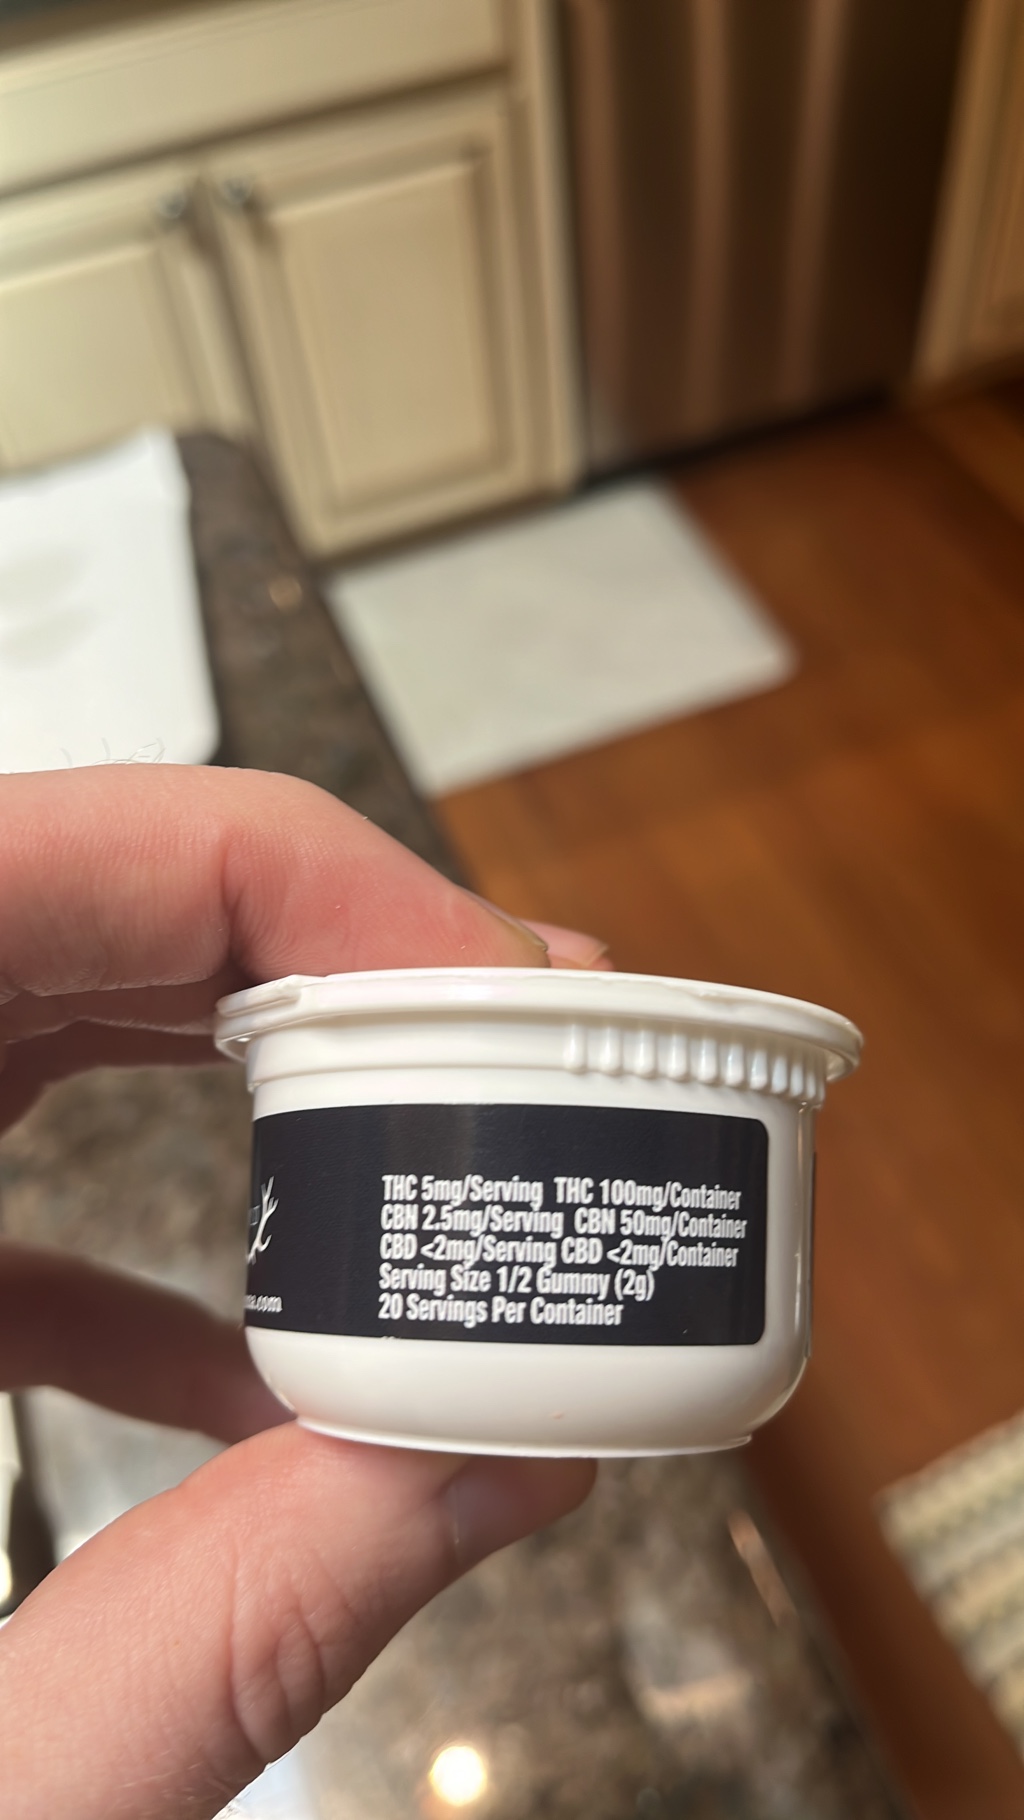 THC 5mg/Serving THC 100mg/Container
CBN 2.5mg/Serving CBN 50mg/Container
CBD <2mg/Serving CBD <2mg/Container
Serving Size 1/2 Gummy (2g)
20 Servings Per Container
.com